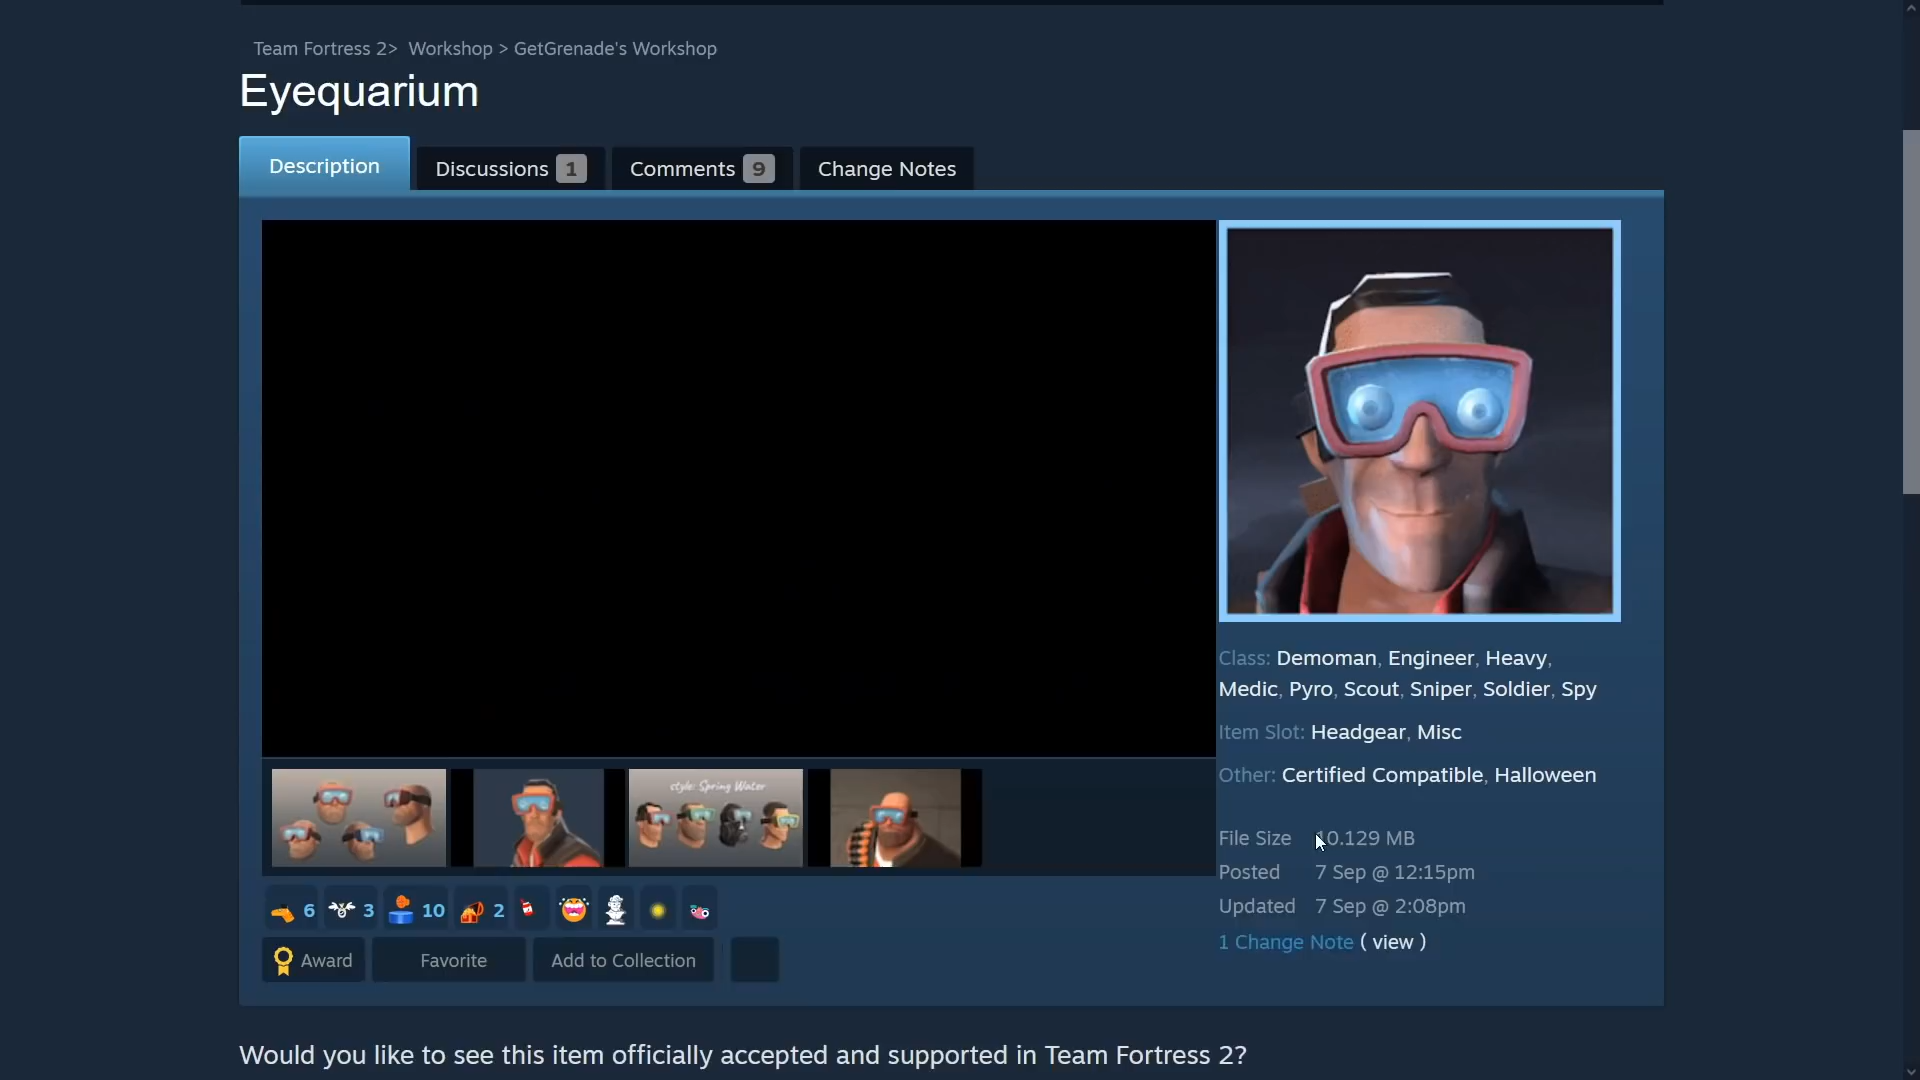 Team Fortress 2> Workshop > GetGrenade's Workshop
Eyequarium
Description
Discussions 1
Comments 9
Change Notes
Class: Demoman, Engineer, Heavy,
Medic, Pyro, Scout, Sniper, Soldier, Spy
Item Slot: Headgear, Misc
Other: Certified Compatible, Halloween
style: Spring Water
File Size 10.129 MB
Posted 7 Sep @ 12:15pm
Updated 7 Sep @ 2:08pm
1 Change Note ( view )
6 3 10 2
Award
Favorite
Add to Collection
Would you like to see this item officially accepted and supported in Team Fortress 2?